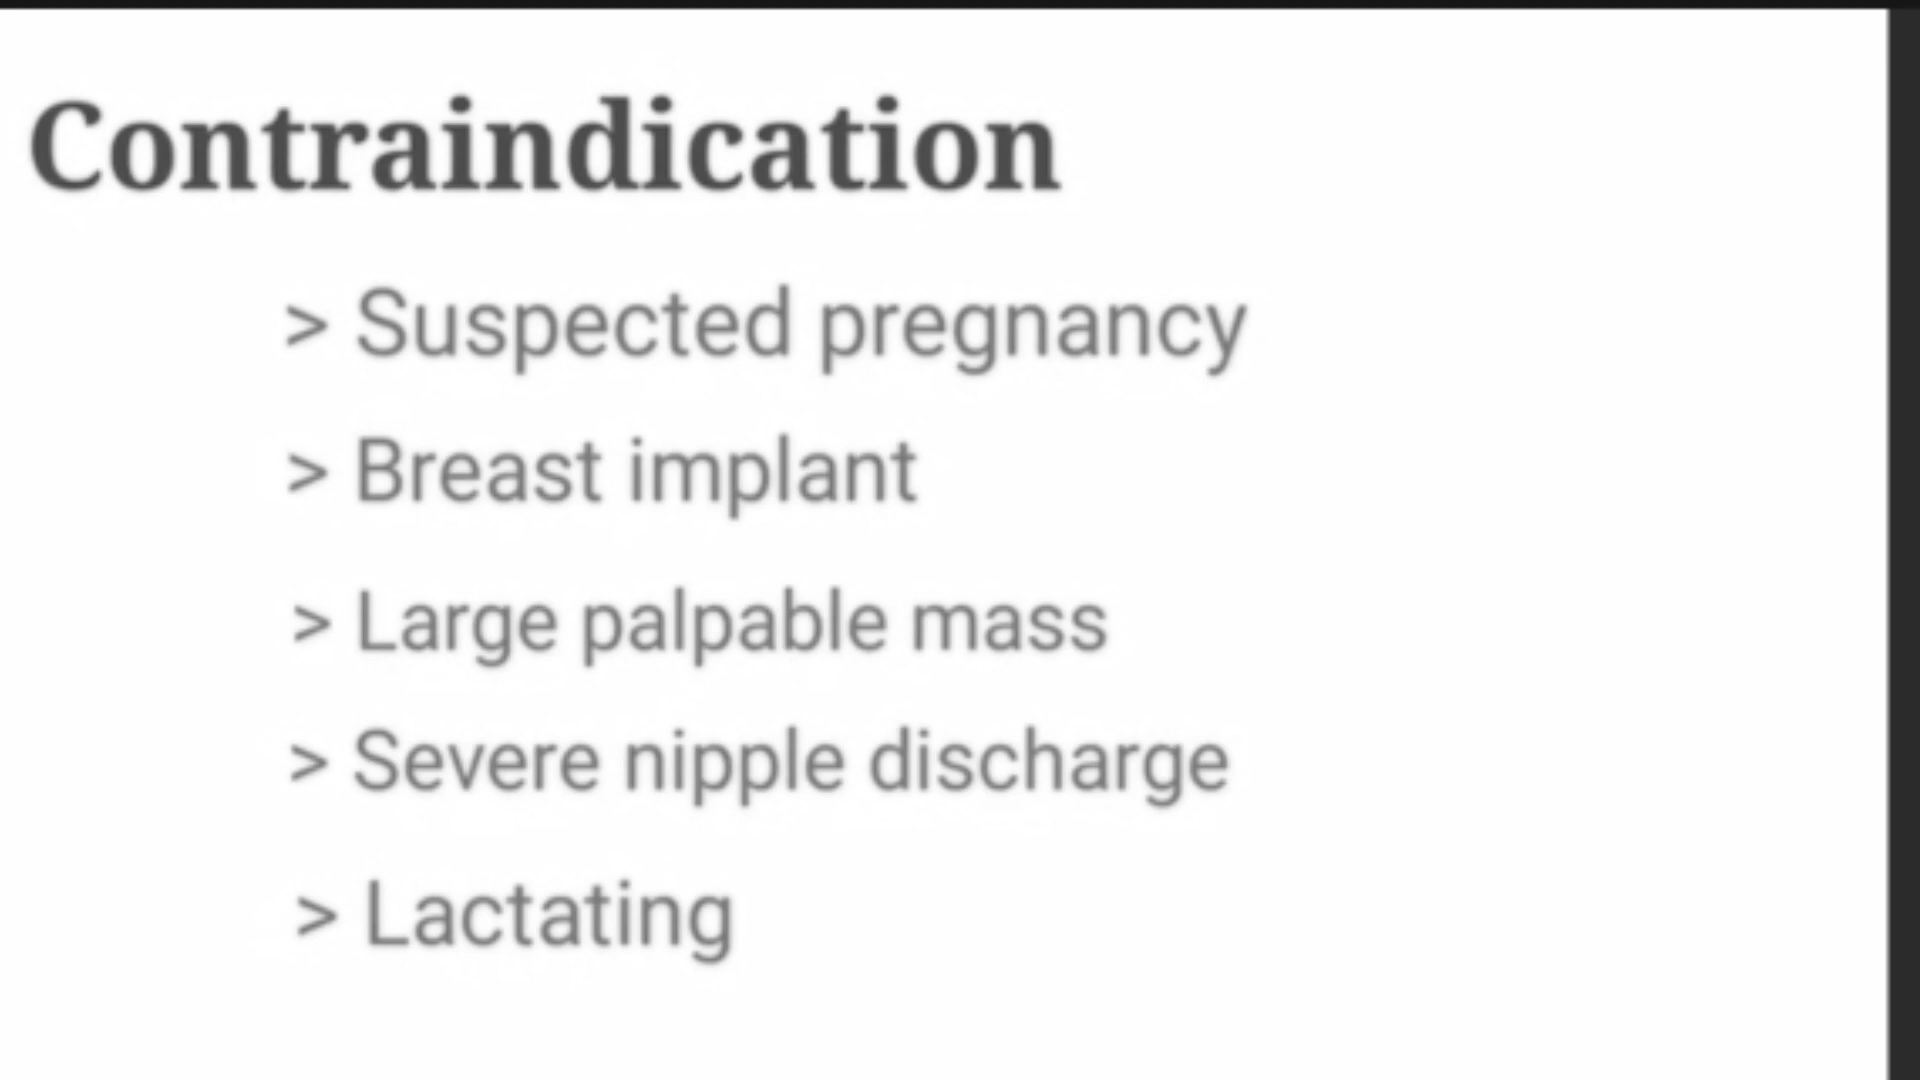 Contraindication
> Suspected pregnancy
> Breast implant
> Large palpable mass
> Severe nipple discharge
> Lactating